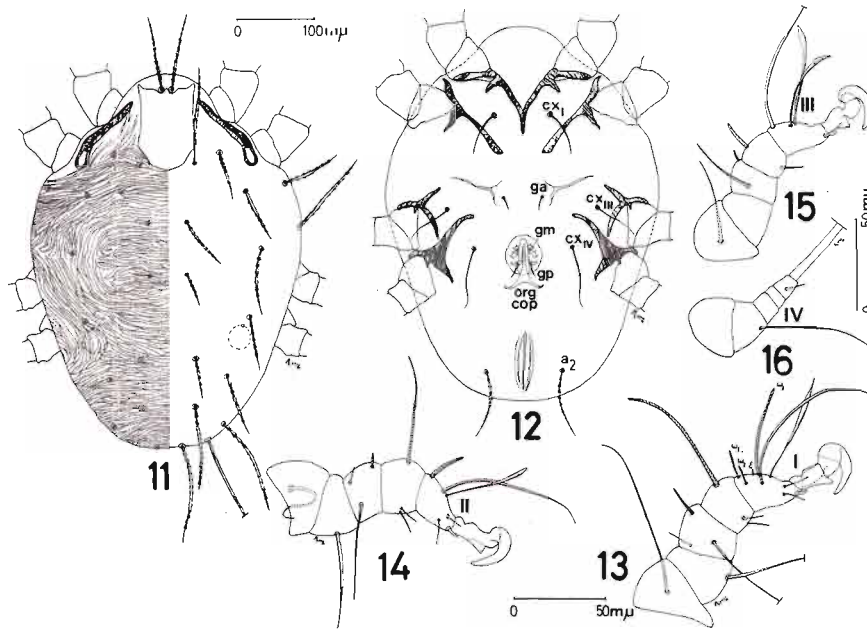 0 100mµ
11
cx I
ga
cx III
gm
cx IV
gp
org
cop
a2
12
III
15
50mµ
0
IV
16
II
14
I
13
0 50mµ